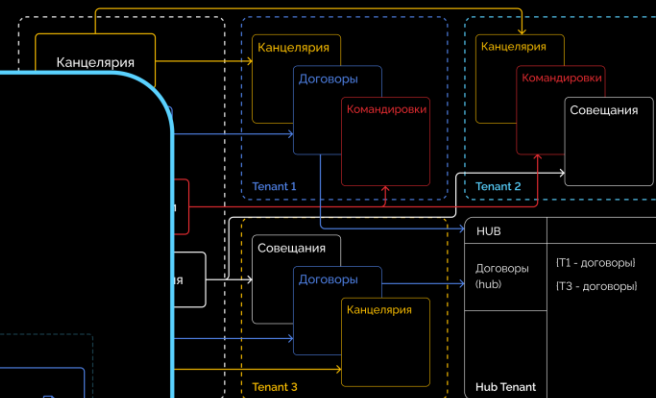 Канцелярия
Канцелярия
Договоры
Командировки
Tenant 1
Канцелярия
Командировки
Совещания
Tenant 2
Совещания
Договоры
Канцелярия
Tenant 3
HUB
Договоры
(hub)
{T1 - договоры}
{T3 - договоры}
Hub Tenant